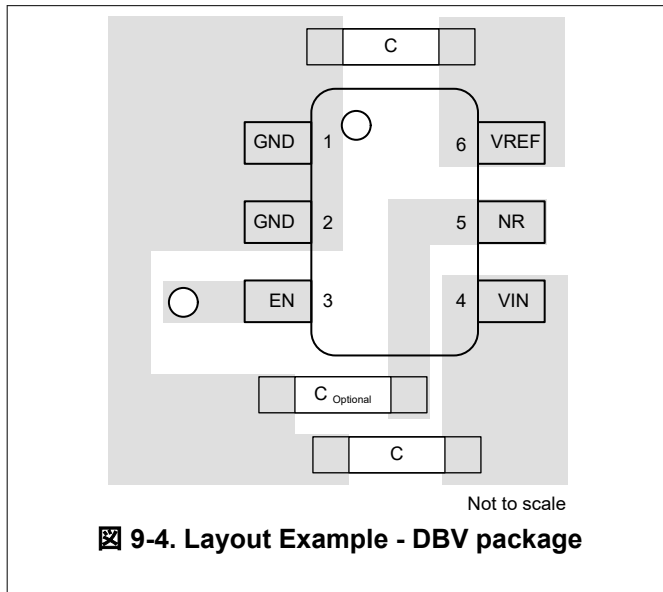 C
GND 1 6 VREF
GND 2 5 NR
EN 3 4 VIN
C Optional
C
Not to scale
図 9-4. Layout Example - DBV package